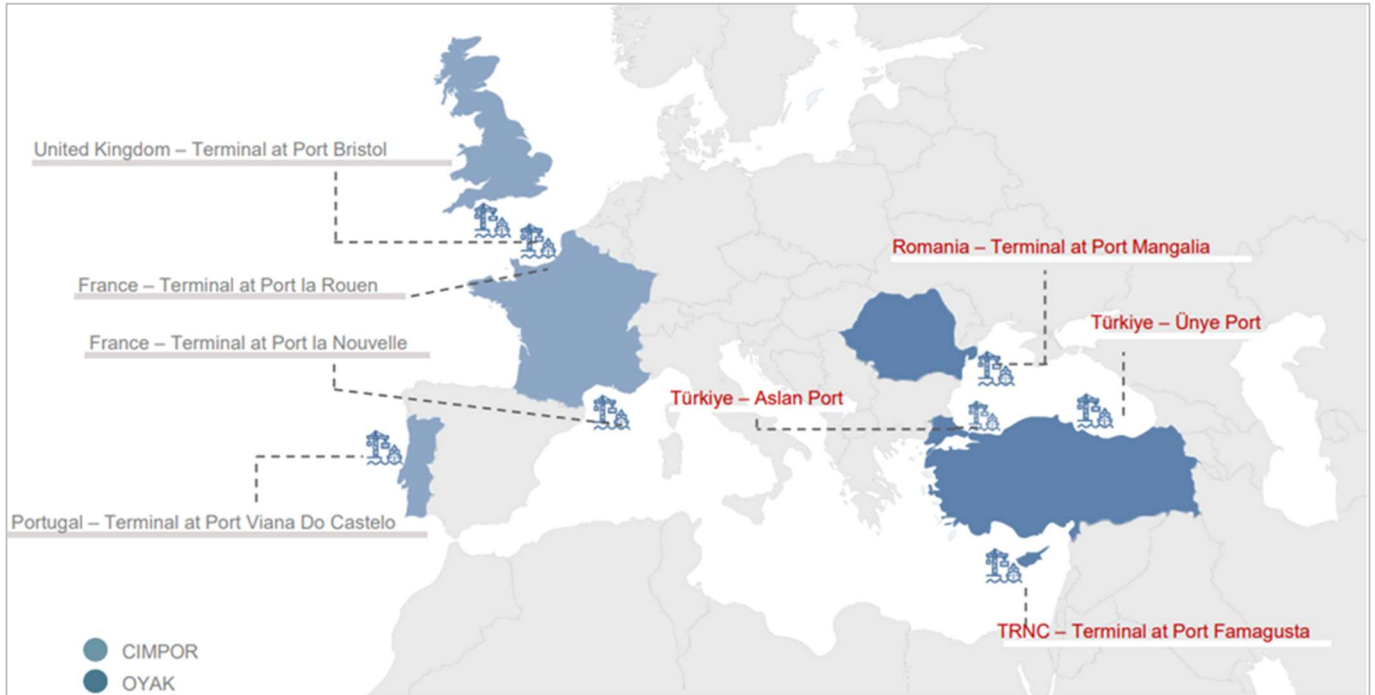 United Kingdom – Terminal at Port Bristol
France – Terminal at Port la Rouen
France – Terminal at Port la Nouvelle
Portugal – Terminal at Port Viana Do Castelo
Romania – Terminal at Port Mangalia
Türkiye – Ünye Port
Türkiye – Aslan Port
TRNC – Terminal at Port Famagusta
CIMPOR
OYAK